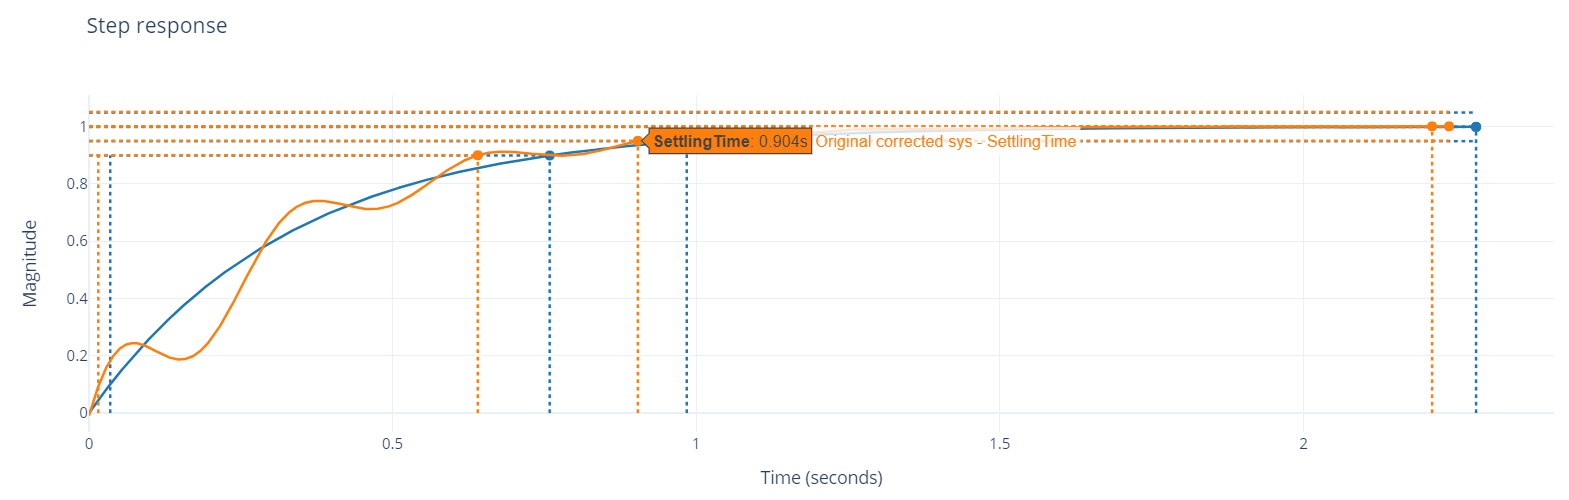 Step response
Magnitude
1
0.8
0.6
0.4
0.2
0
SettlingTime: 0.904s
Original corrected sys - SettlingTime
0
0.5
1
1.5
2
Time (seconds)